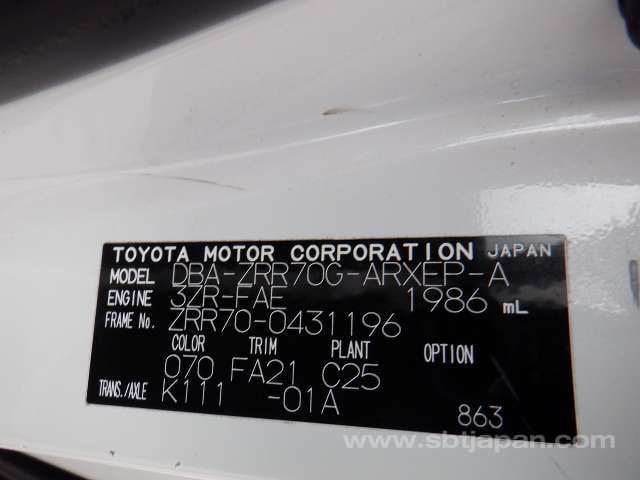 TOYOTA MOTOR CORPORATION JAPAN
MODEL DBA-ZRR70G-ARXEP-A
ENGINE 3ZR-FAE 1986 mL
FRAME No. ZRR70-0431196
COLOR TRIM PLANT OPTION
070 FA21 C25
TRANS./AXLE K111 -01A
863
www.sbtjapan.com